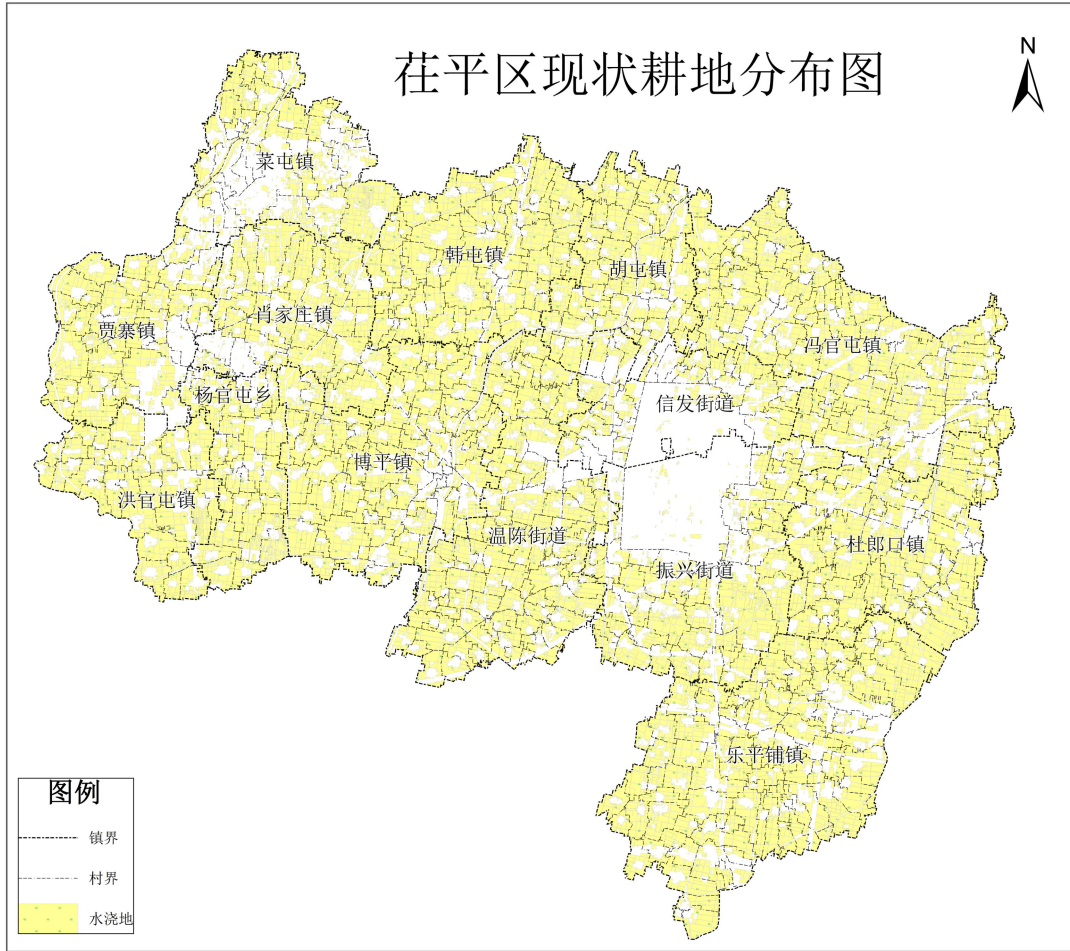 茌平区现状耕地分布图
N
菜屯镇
韩屯镇
胡屯镇
肖家庄镇
贾寨镇
冯官屯镇
杨官屯乡
信发街道
博平镇
洪官屯镇
温陈街道
杜郎口镇
振兴街道
乐平铺镇
图例
镇界
村界
水浇地